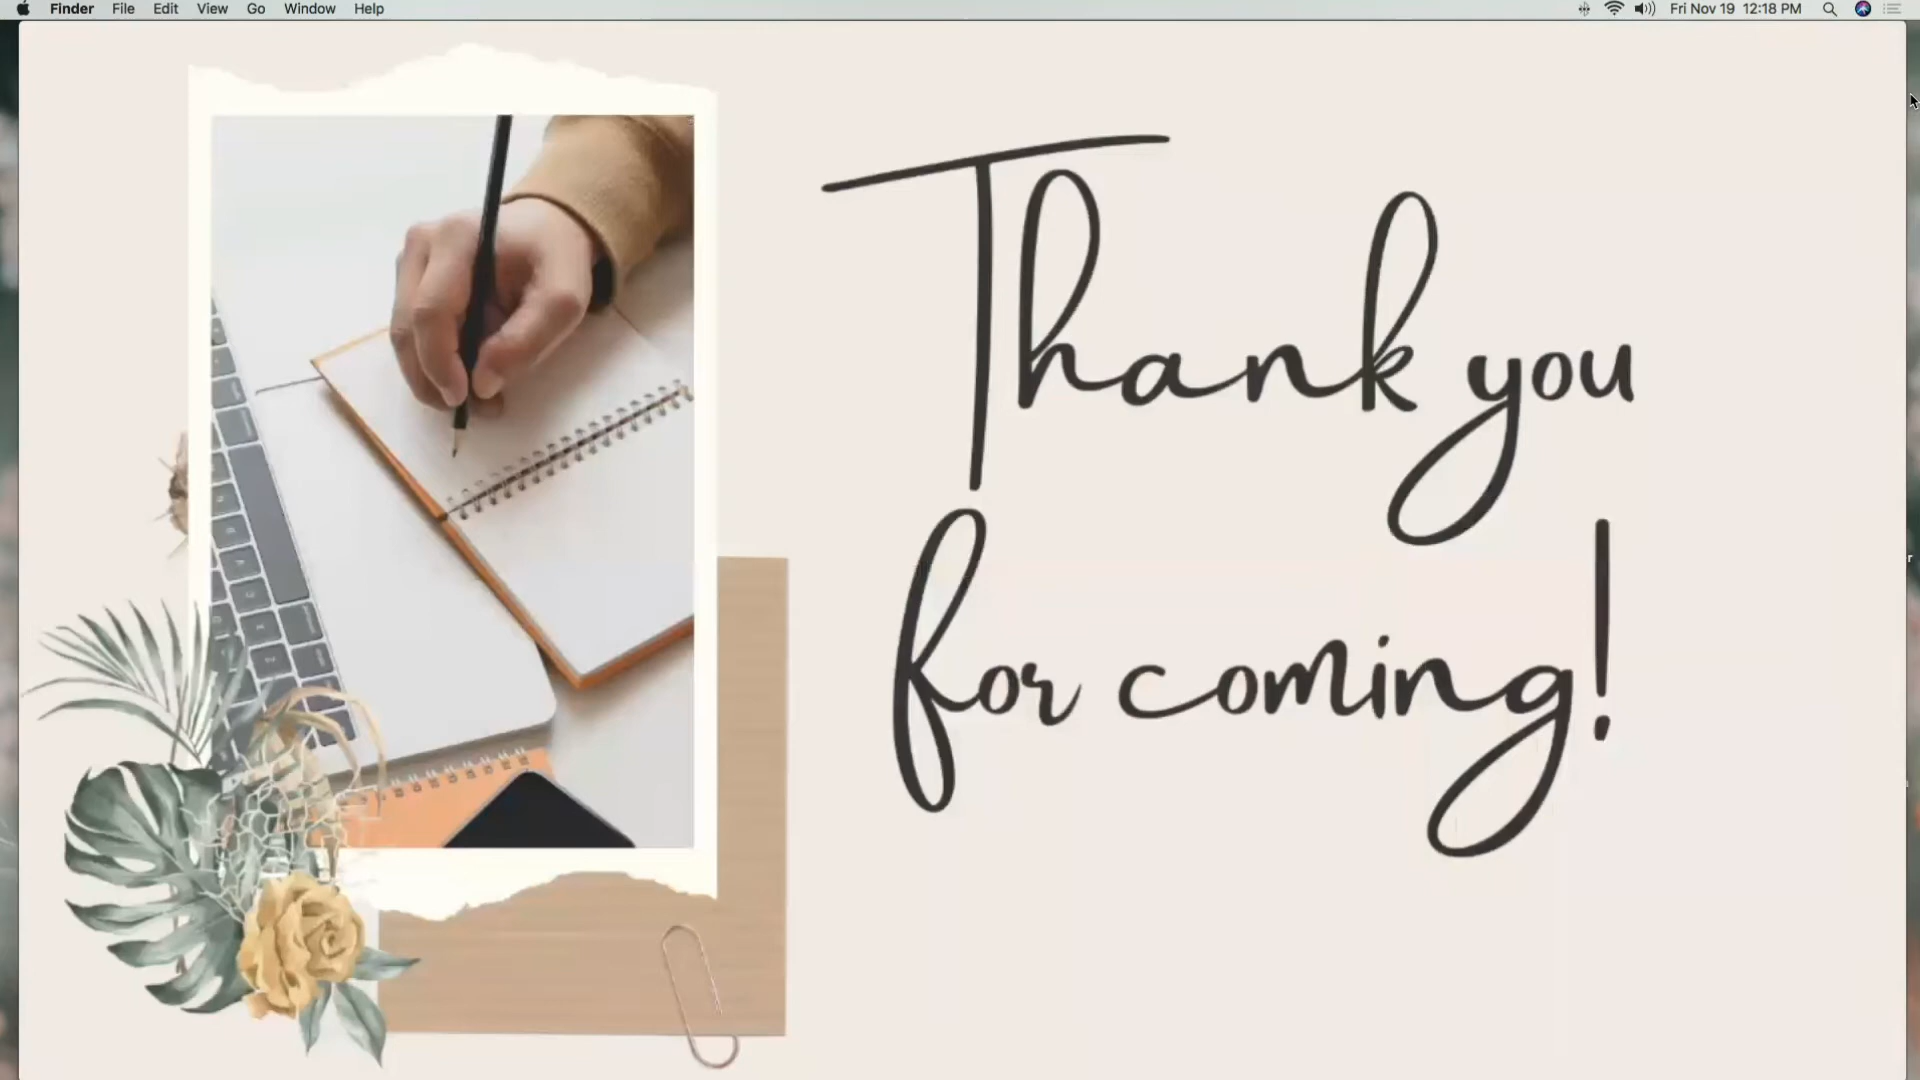 Finder File Edit View Go Window Help
Fri Nov 19 12:18 PM
Thank you
for coming!